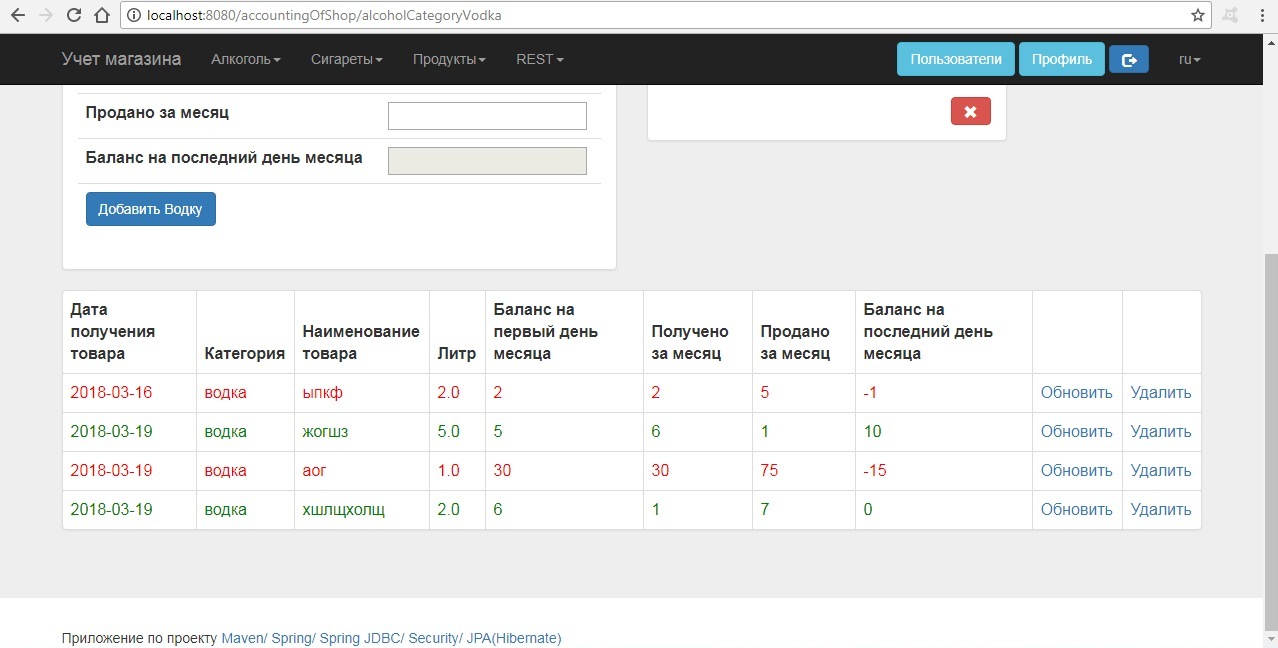 localhost:8080/accountingOfShop/alcoholCategoryVodka
Учет магазина Алкоголь Сигареты Продукты REST Пользователи Профиль ru
Продано за месяц
Баланс на последний день месяца
Добавить Водку
Дата получения товара Категория Наименование товара Литр Баланс на первый день месяца Получено за месяц Продано за месяц Баланс на последний день месяца
2018-03-16 водка ыпкф 2.0 2 2 5 -1 Обновить Удалить
2018-03-19 водка жогшз 5.0 5 6 1 10 Обновить Удалить
2018-03-19 водка аог 1.0 30 30 75 -15 Обновить Удалить
2018-03-19 водка хшлщхолщ 2.0 6 1 7 0 Обновить Удалить
Приложение по проекту Maven/ Spring/ Spring JDBC/ Security/ JPA(Hibernate)